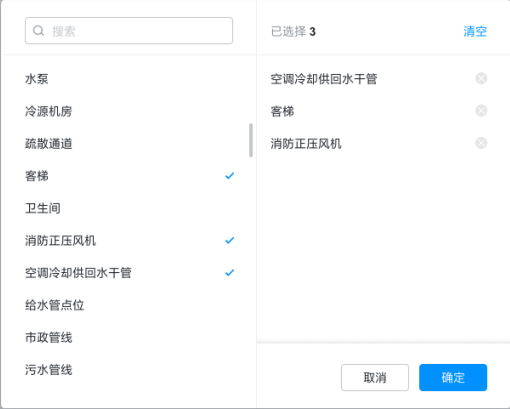 搜索
水泵
冷源机房
疏散通道
客梯
卫生间
消防正压风机
空调冷却供回水干管
给水管点位
市政管线
污水管线
已选择 3
清空
空调冷却供回水干管
客梯
消防正压风机
取消
确定